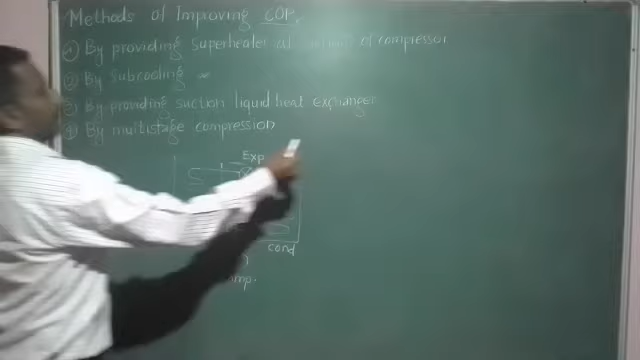 Methods of Improving COP.
① By providing Superheater at of compressor
② By Subcooling
③ By providing suction liquid heat exchanger
④ By multistage compression
Exp
cond